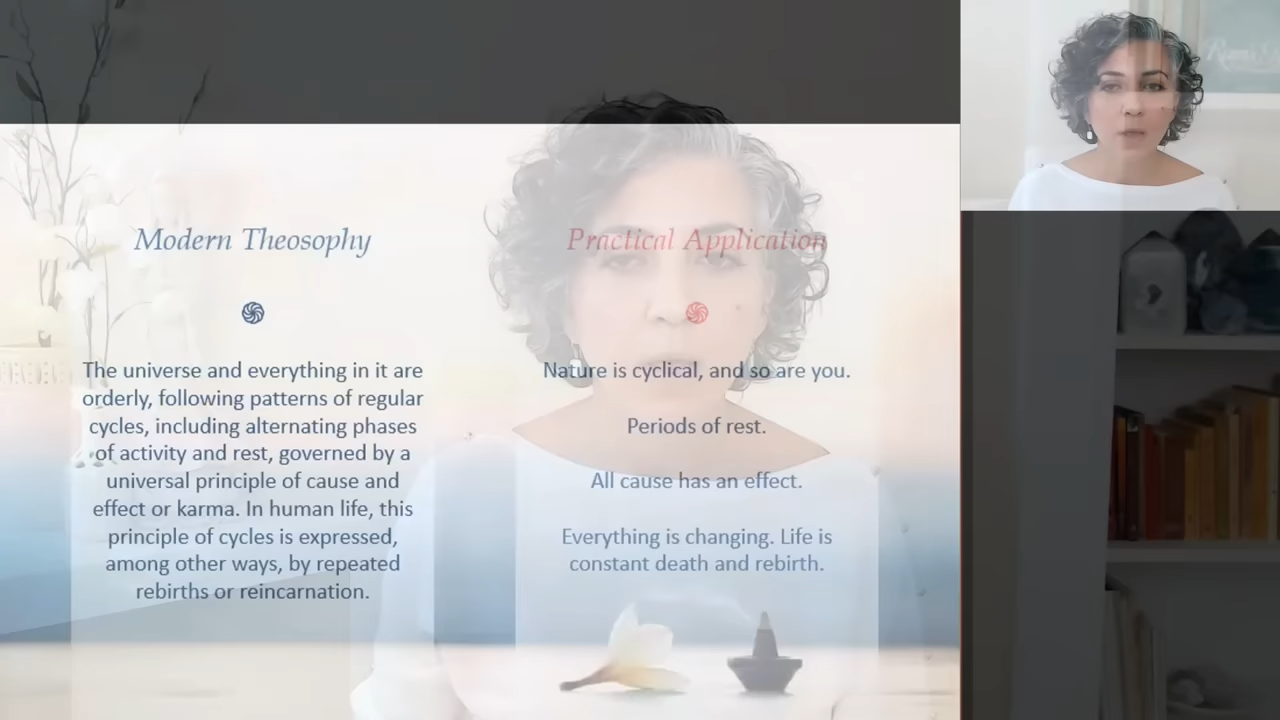 Modern Theosophy
The universe and everything in it are
orderly, following patterns of regular
cycles, including alternating phases
of activity and rest, governed by a
universal principle of cause and
effect or karma. In human life, this
principle of cycles is expressed,
among other ways, by repeated
rebirths or reincarnation.
Practical Application
Nature is cyclical, and so are you.
Periods of rest.
All cause has an effect.
Everything is changing. Life is
constant death and rebirth.